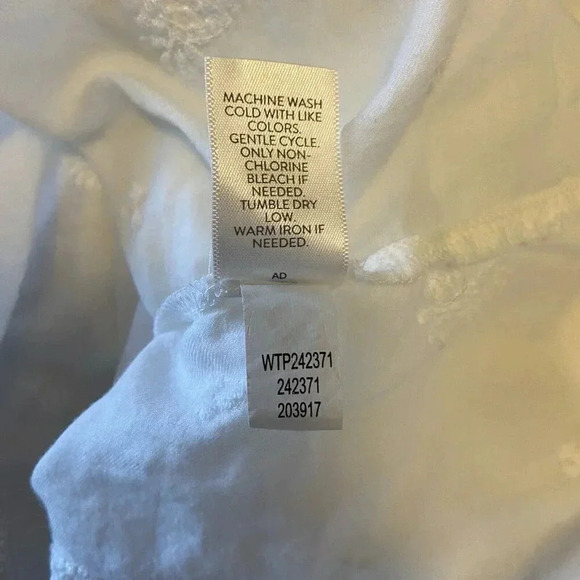 MACHINE WASH
COLD WITH LIKE
COLORS.
GENTLE CYCLE.
ONLY NON-
CHLORINE
BLEACH IF
NEEDED.
TUMBLE DRY
LOW.
WARM IRON IF
NEEDED.
AD
WTP242371
242371
203917